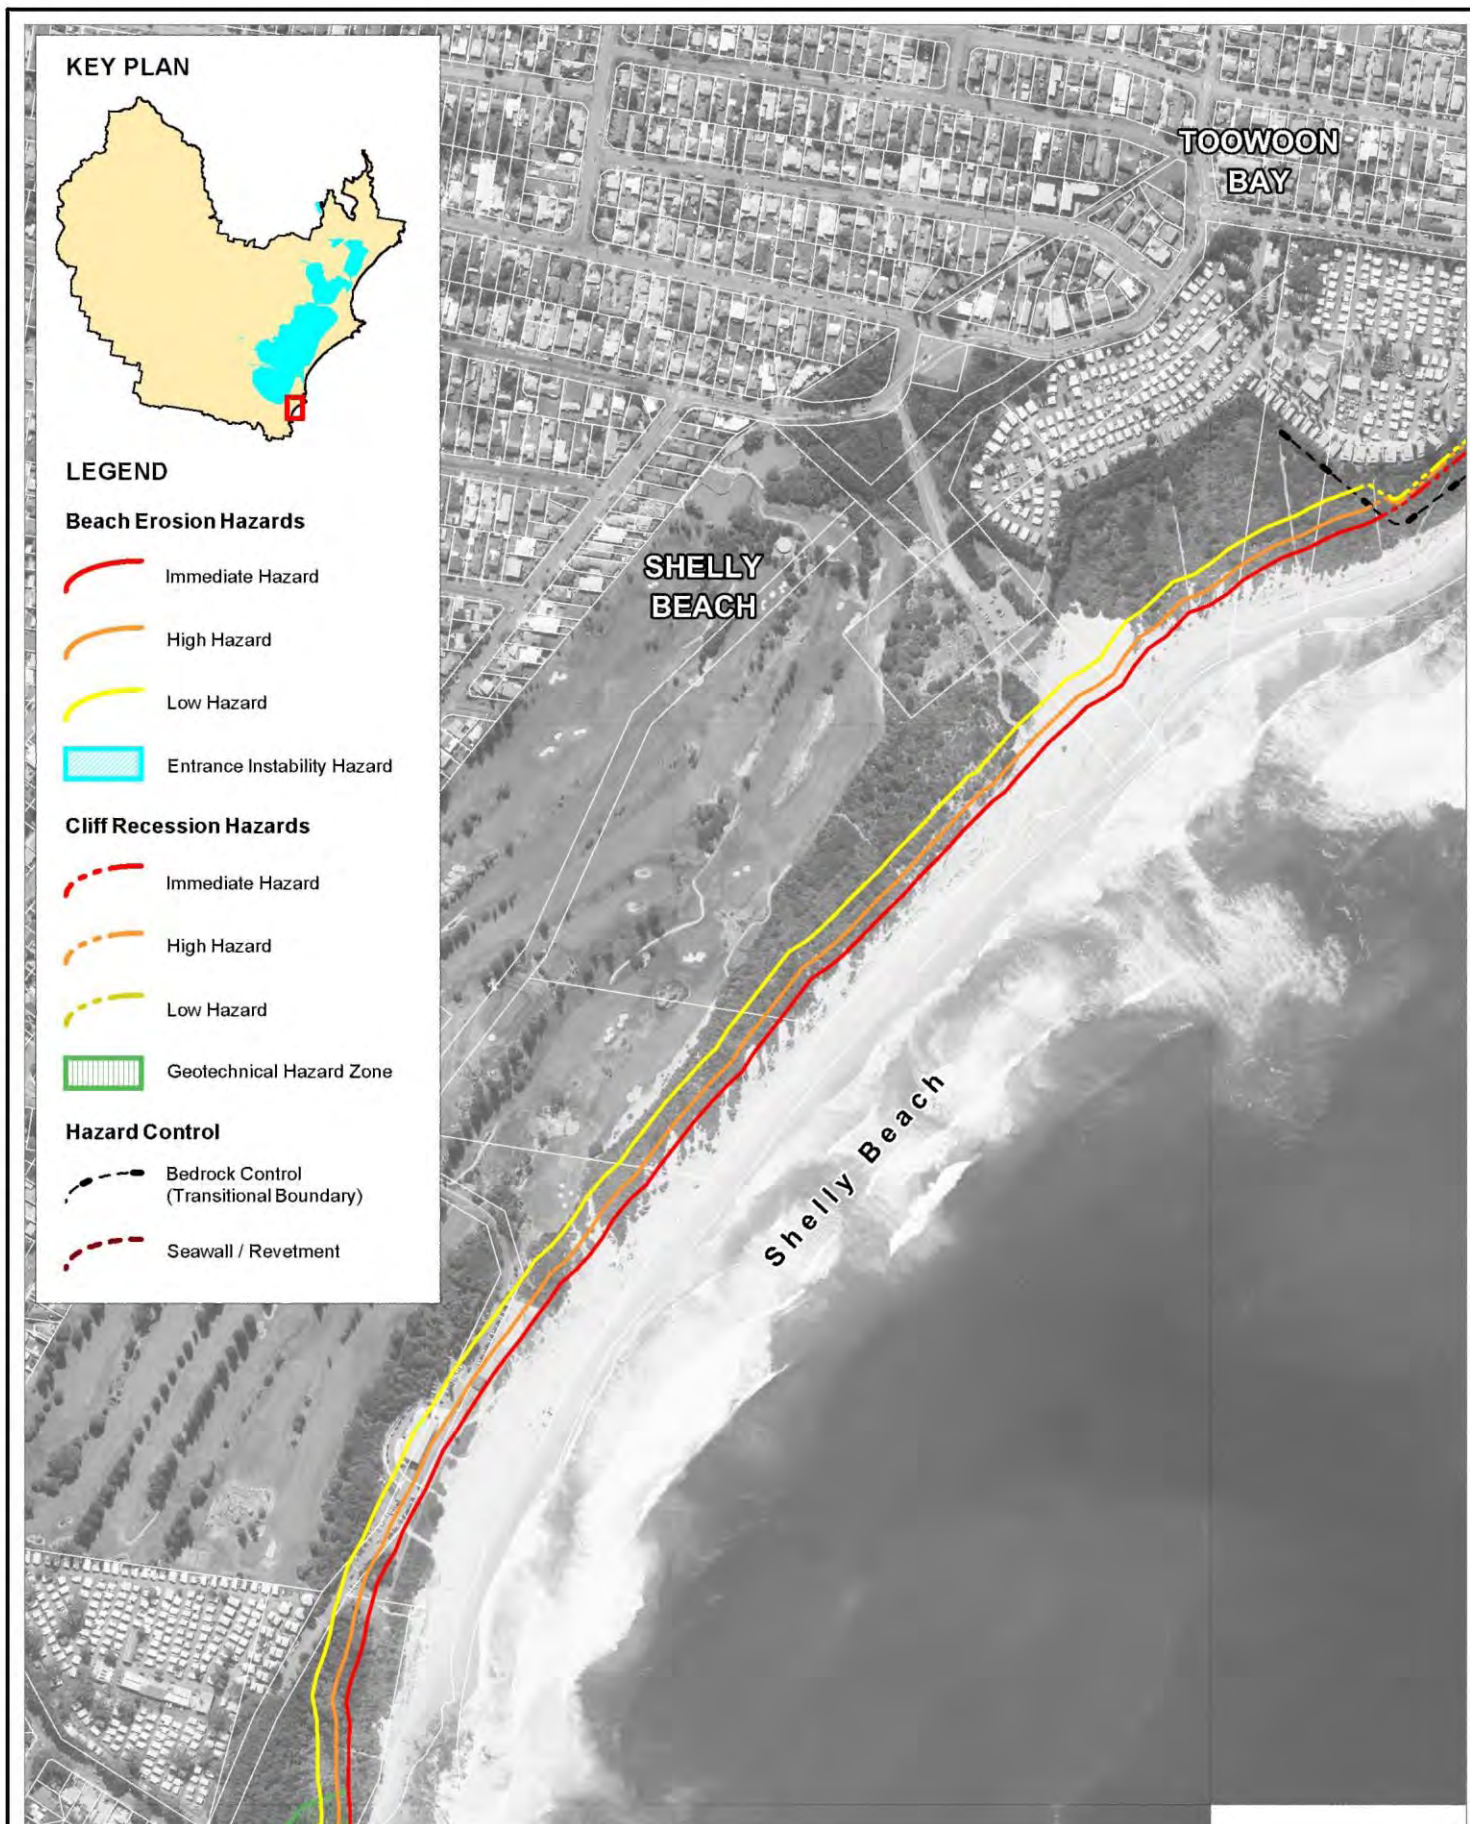 KEY PLAN
LEGEND
Beach Erosion Hazards
Immediate Hazard
High Hazard
Low Hazard
Entrance Instability Hazard
Cliff Recession Hazards
Immediate Hazard
High Hazard
Low Hazard
Geotechnical Hazard Zone
Hazard Control
Bedrock Control
(Transitional Boundary)
Seawall / Revetment
TOOWOON
BAY
SHELLY
BEACH
Shelly Beach